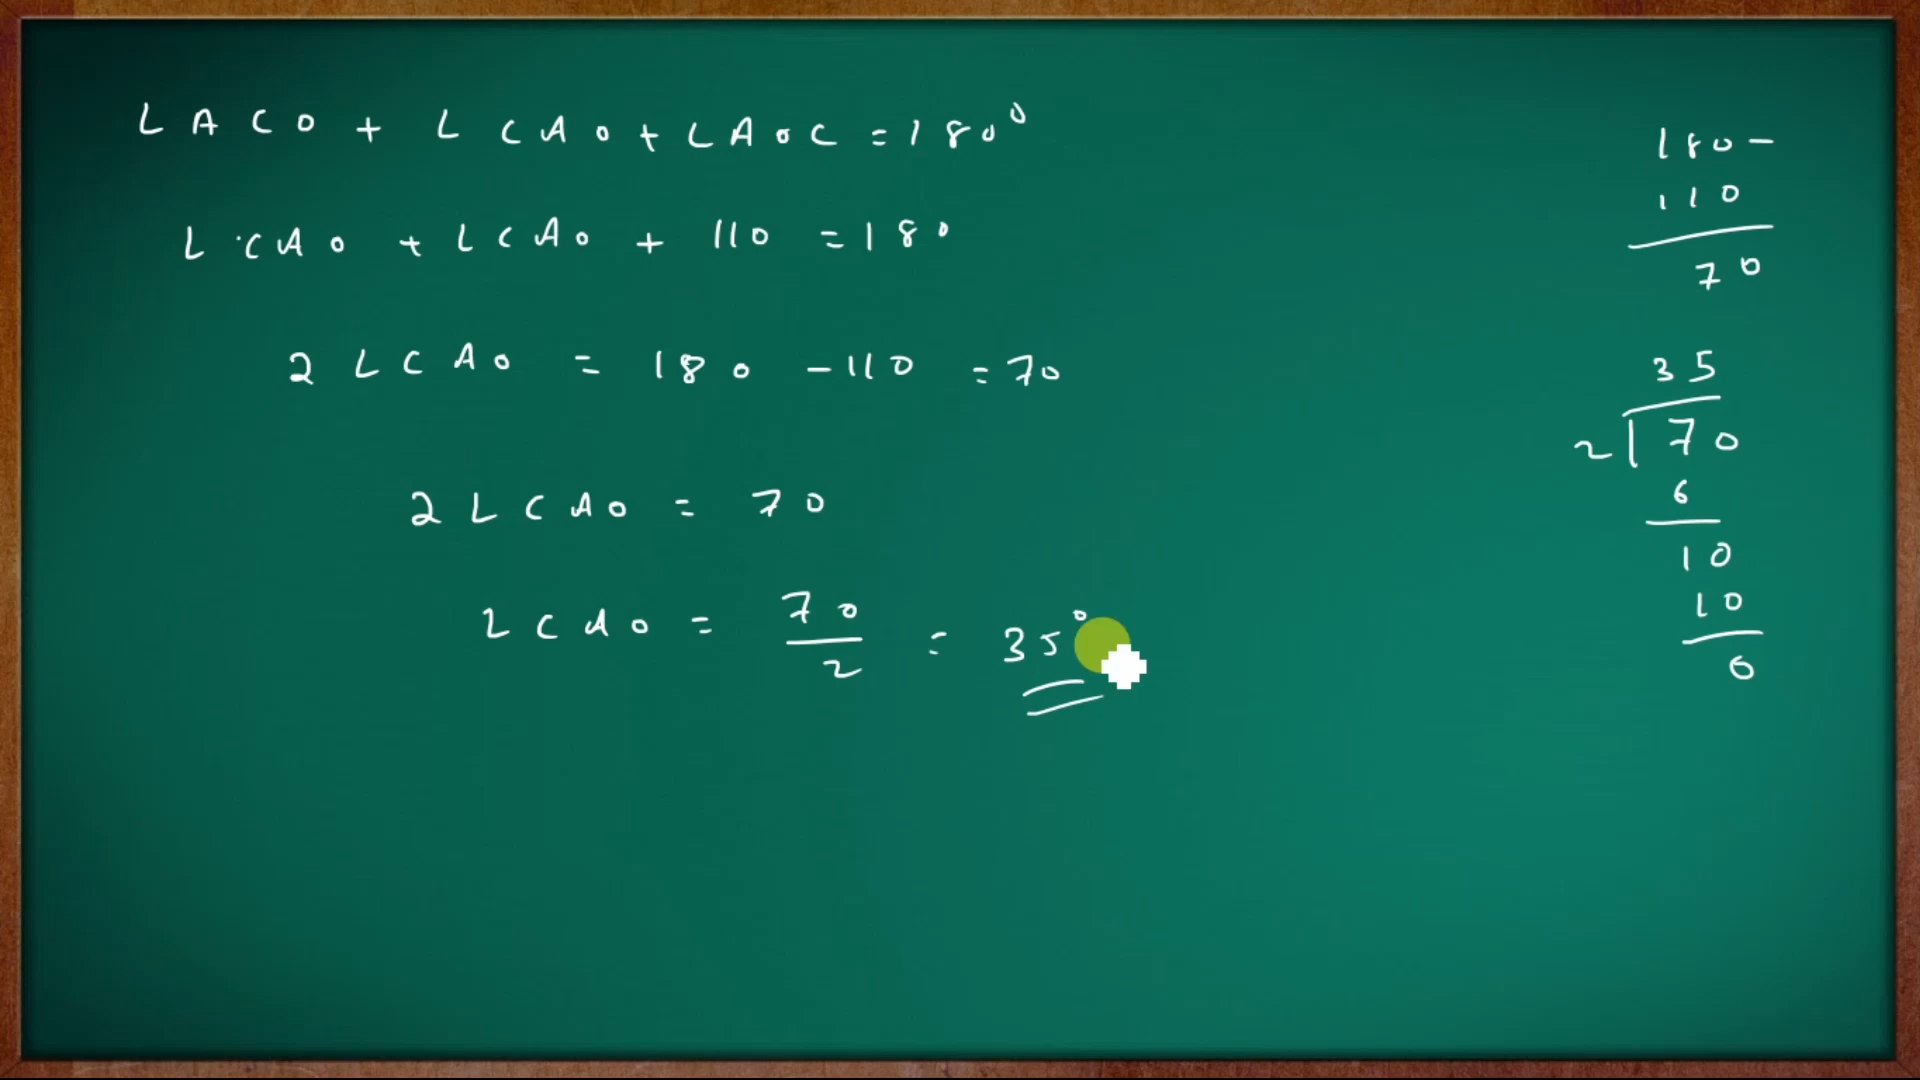 ∠ACO + ∠CAO + ∠AOC = 180°
∠CAO + ∠CAO + 110 = 180
2∠CAO = 180 - 110 = 70
2∠CAO = 70
∠CAO = 70/2 = 35°
180 -
110
70
35
2|70
6
10
10
0